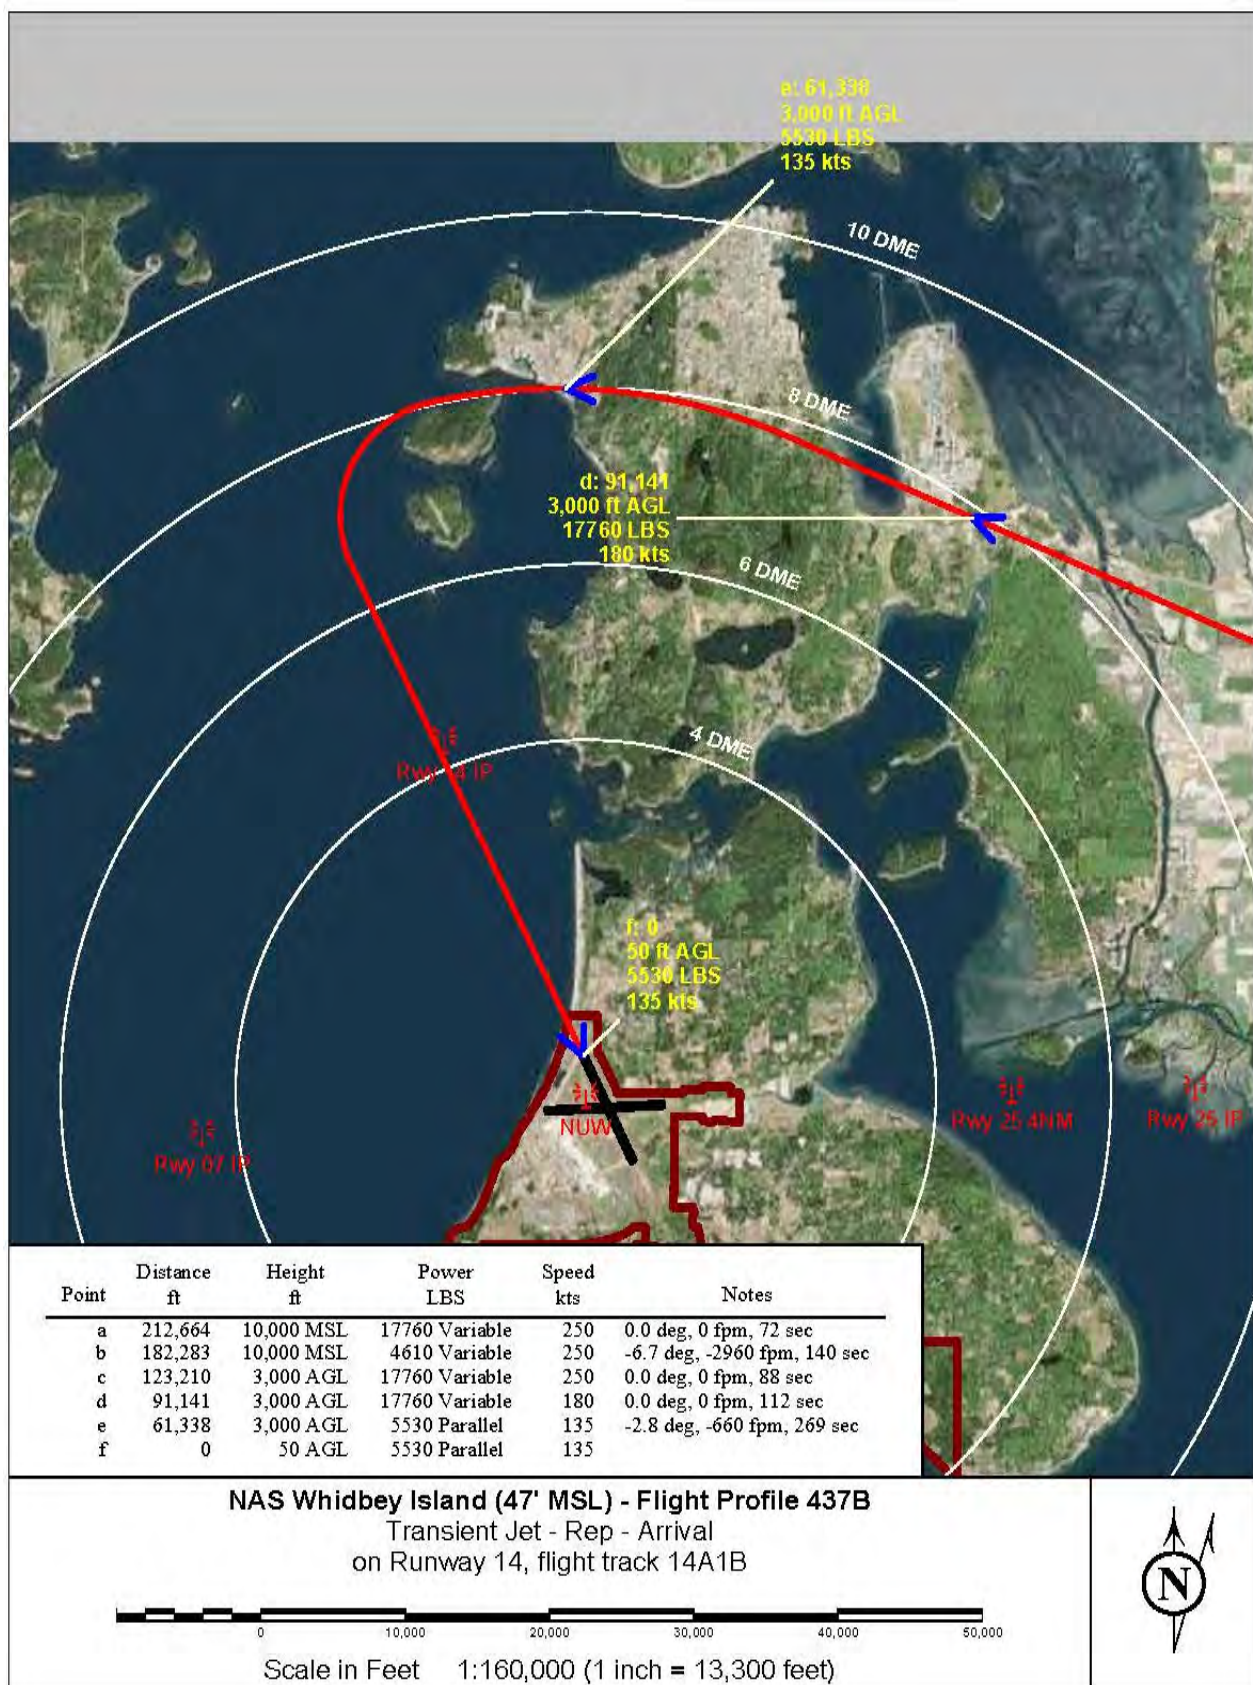 e: 61,338
3,000 ft AGL
5530 LBS
135 kts
10 DME
8 DME
d: 91,141
3,000 ft AGL
17760 LBS
180 kts
6 DME
4 DME
Rwy 14 IP
f: 0
50 ft AGL
5530 LBS
135 kts
NUW
Rwy 25 4NM
Rwy 25 IP
Rwy 07 IP
Point Distance ft Height ft Power LBS Speed kts Notes
a 212,664 10,000 MSL 17760 Variable 250 0.0 deg, 0 fpm, 72 sec
b 182,283 10,000 MSL 4610 Variable 250 -6.7 deg, -2960 fpm, 140 sec
c 123,210 3,000 AGL 17760 Variable 250 0.0 deg, 0 fpm, 88 sec
d 91,141 3,000 AGL 17760 Variable 180 0.0 deg, 0 fpm, 112 sec
e 61,338 3,000 AGL 5530 Parallel 135 -2.8 deg, -660 fpm, 269 sec
f 0 50 AGL 5530 Parallel 135
NAS Whidbey Island (47' MSL) - Flight Profile 437B
Transient Jet - Rep - Arrival
on Runway 14, flight track 14A1B
0 10,000 20,000 30,000 40,000 50,000
Scale in Feet 1:160,000 (1 inch = 13,300 feet)
N